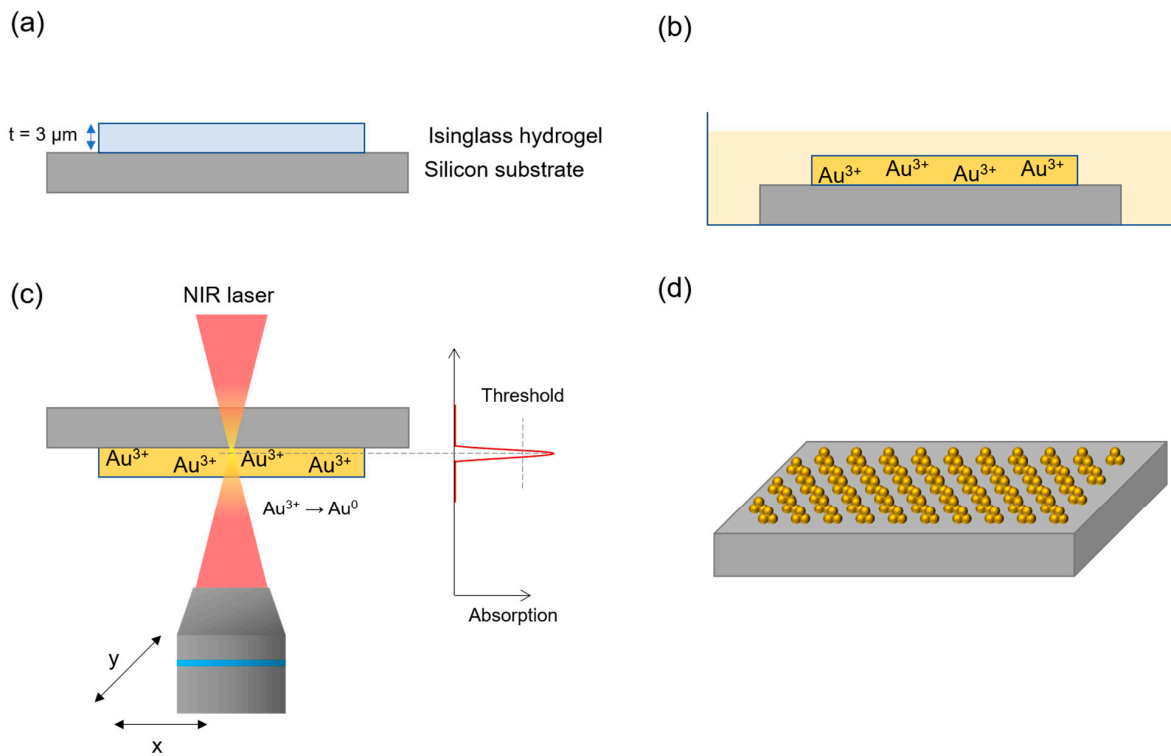 (a)
t = 3 µm
Isinglass hydrogel
Silicon substrate
(b)
Au³⁺ Au³⁺ Au³⁺ Au³⁺
(c)
NIR laser
Threshold
Au³⁺ Au³⁺ Au³⁺ Au³⁺
Au³⁺ → Au⁰
Absorption
y
x
(d)